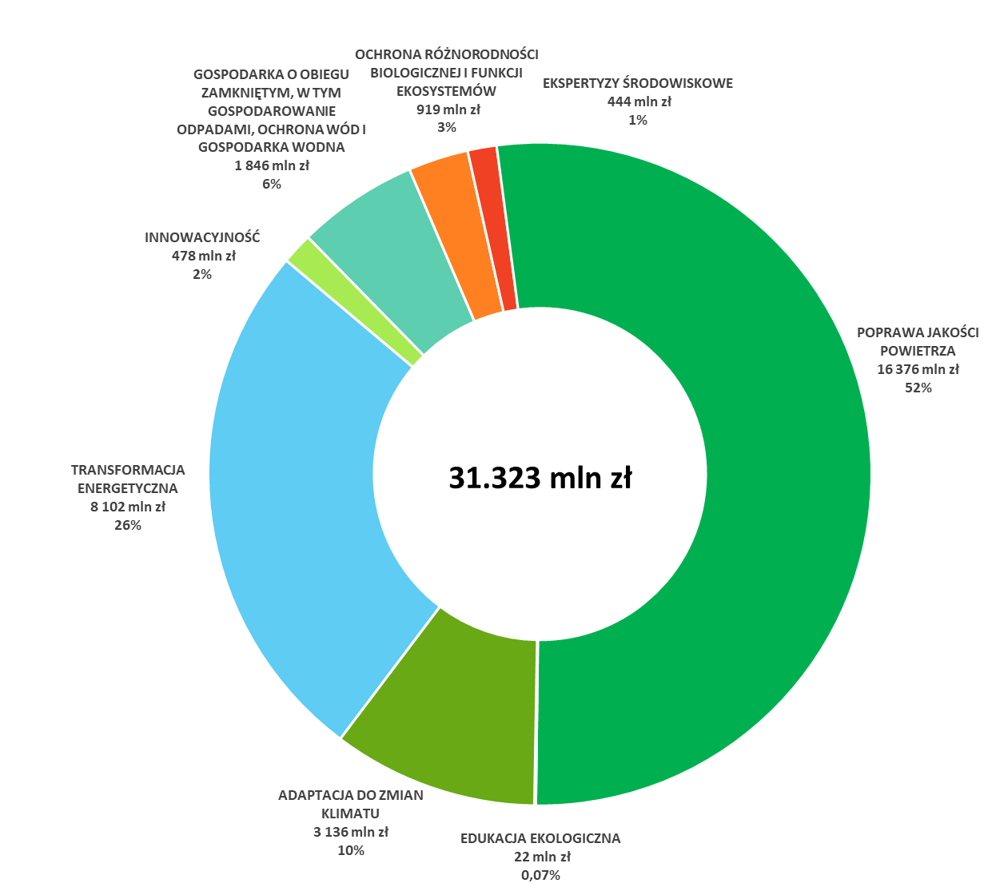 OCHRONA RÓŻNORODNOŚCI
BIOLOGICZNEJ I FUNKCJI
EKOSYSTEMÓW
919 mln zł
3%
GOSPODARKA O OBIEGU
ZAMKNIĘTYM, W TYM
GOSPODAROWANIE
ODPADAMI, OCHRONA WÓD I
GOSPODARKA WODNA
1 846 mln zł
6%
EKSPERTYZY ŚRODOWISKOWE
444 mln zł
1%
INNOWACYJNOŚĆ
478 mln zł
2%
POPRAWA JAKOŚCI
POWIETRZA
16 376 mln zł
52%
31.323 mln zł
TRANSFORMACJA
ENERGETYCZNA
8 102 mln zł
26%
ADAPTACJA DO ZMIAN
KLIMATU
3 136 mln zł
10%
EDUKACJA EKOLOGICZNA
22 mln zł
0,07%